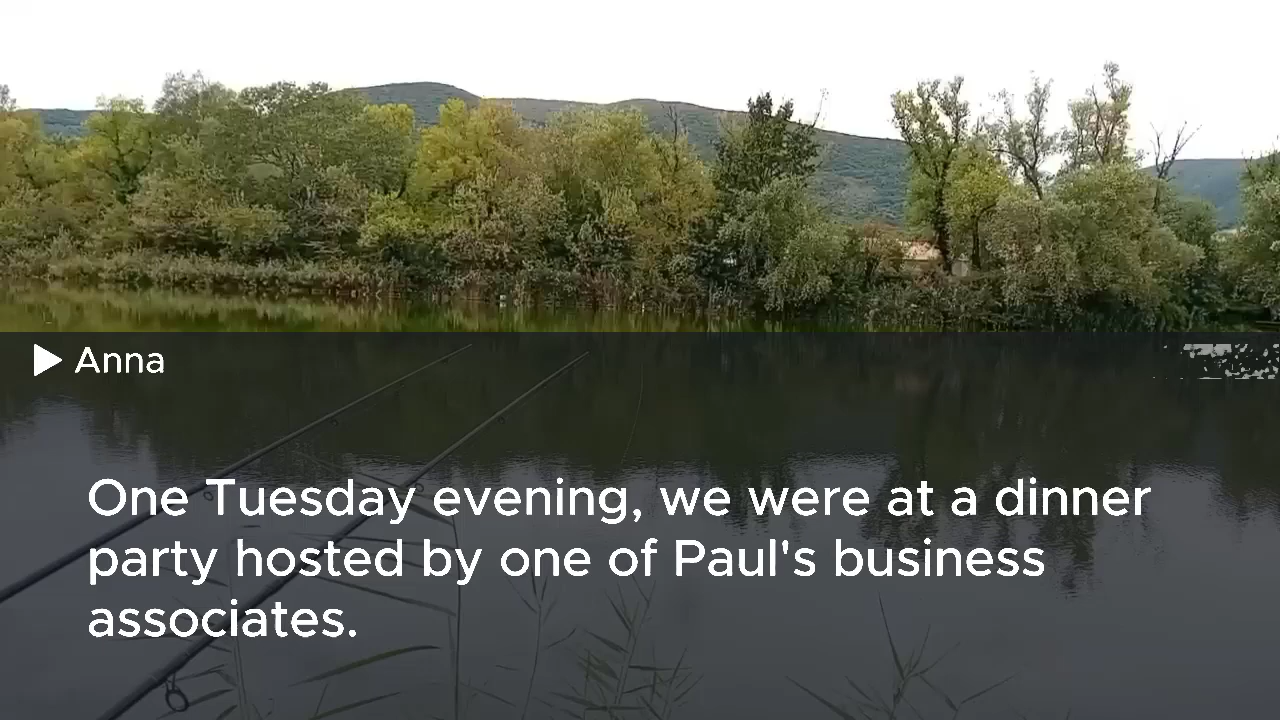 Anna
One Tuesday evening, we were at a dinner
party hosted by one of Paul's business
associates.